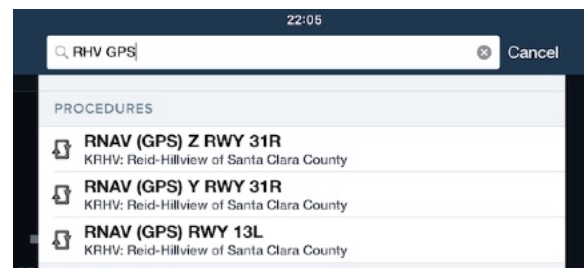 22:05
RHV GPS Cancel
PROCEDURES
RNAV (GPS) Z RWY 31R
KRHV: Reid-Hillview of Santa Clara County
RNAV (GPS) Y RWY 31R
KRHV: Reid-Hillview of Santa Clara County
RNAV (GPS) RWY 13L
KRHV: Reid-Hillview of Santa Clara County